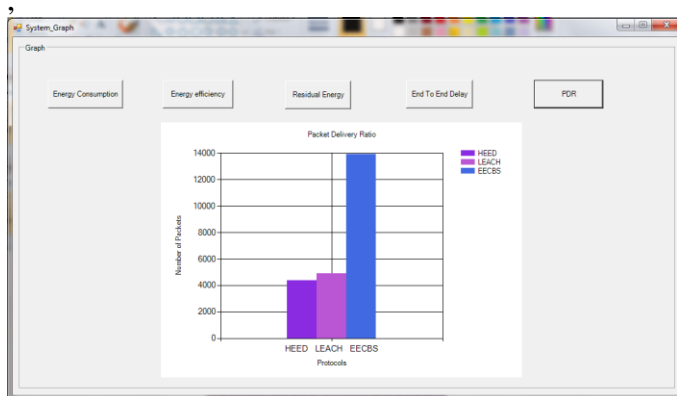 ,
System_Graph
Graph
Energy Consumption
Energy efficiency
Residual Energy
End To End Delay
PDR
Packet Delivery Ratio
14000
12000
10000
8000
6000
4000
2000
0
Number of Packets
HEED LEACH EECBS
Protocols
HEED
LEACH
EECBS